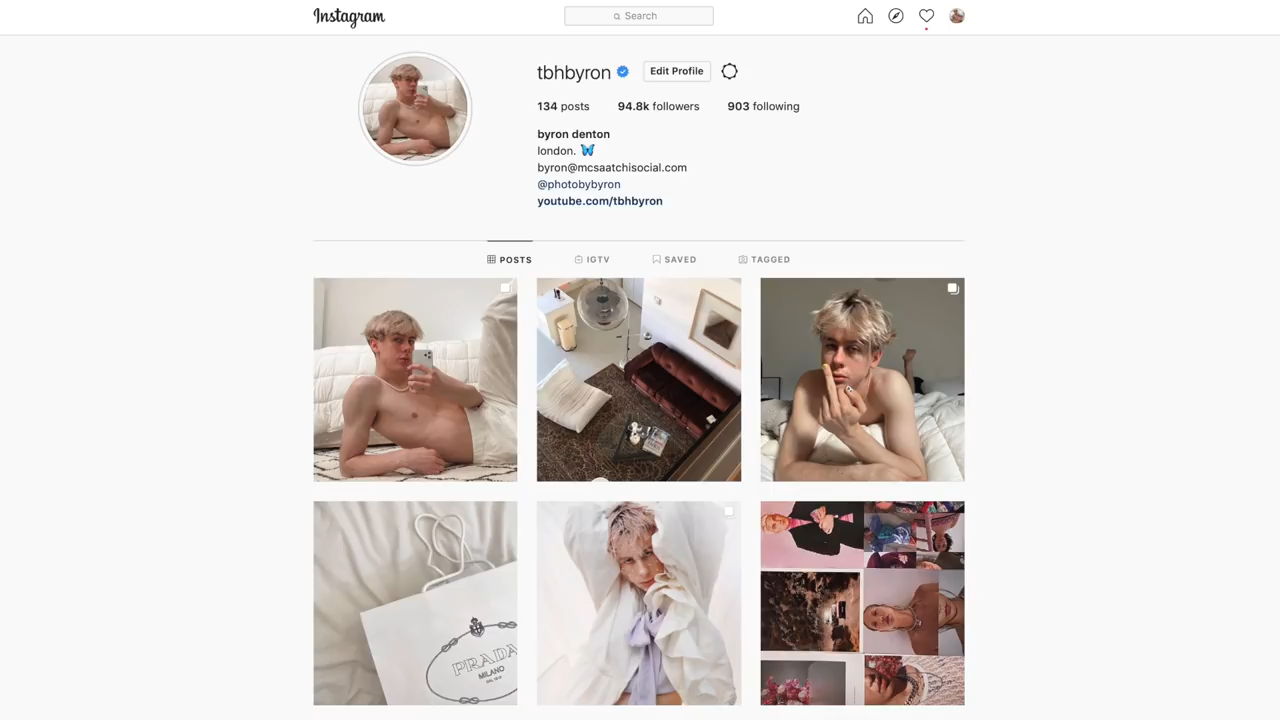 Instagram
Search
tbhbyron Edit Profile
134 posts 94.8k followers 903 following
byron denton
london.
byron@mcsaatchisocial.com
@photobybyron
youtube.com/tbhbyron
POSTS IGTV SAVED TAGGED
PRADA
MILANO